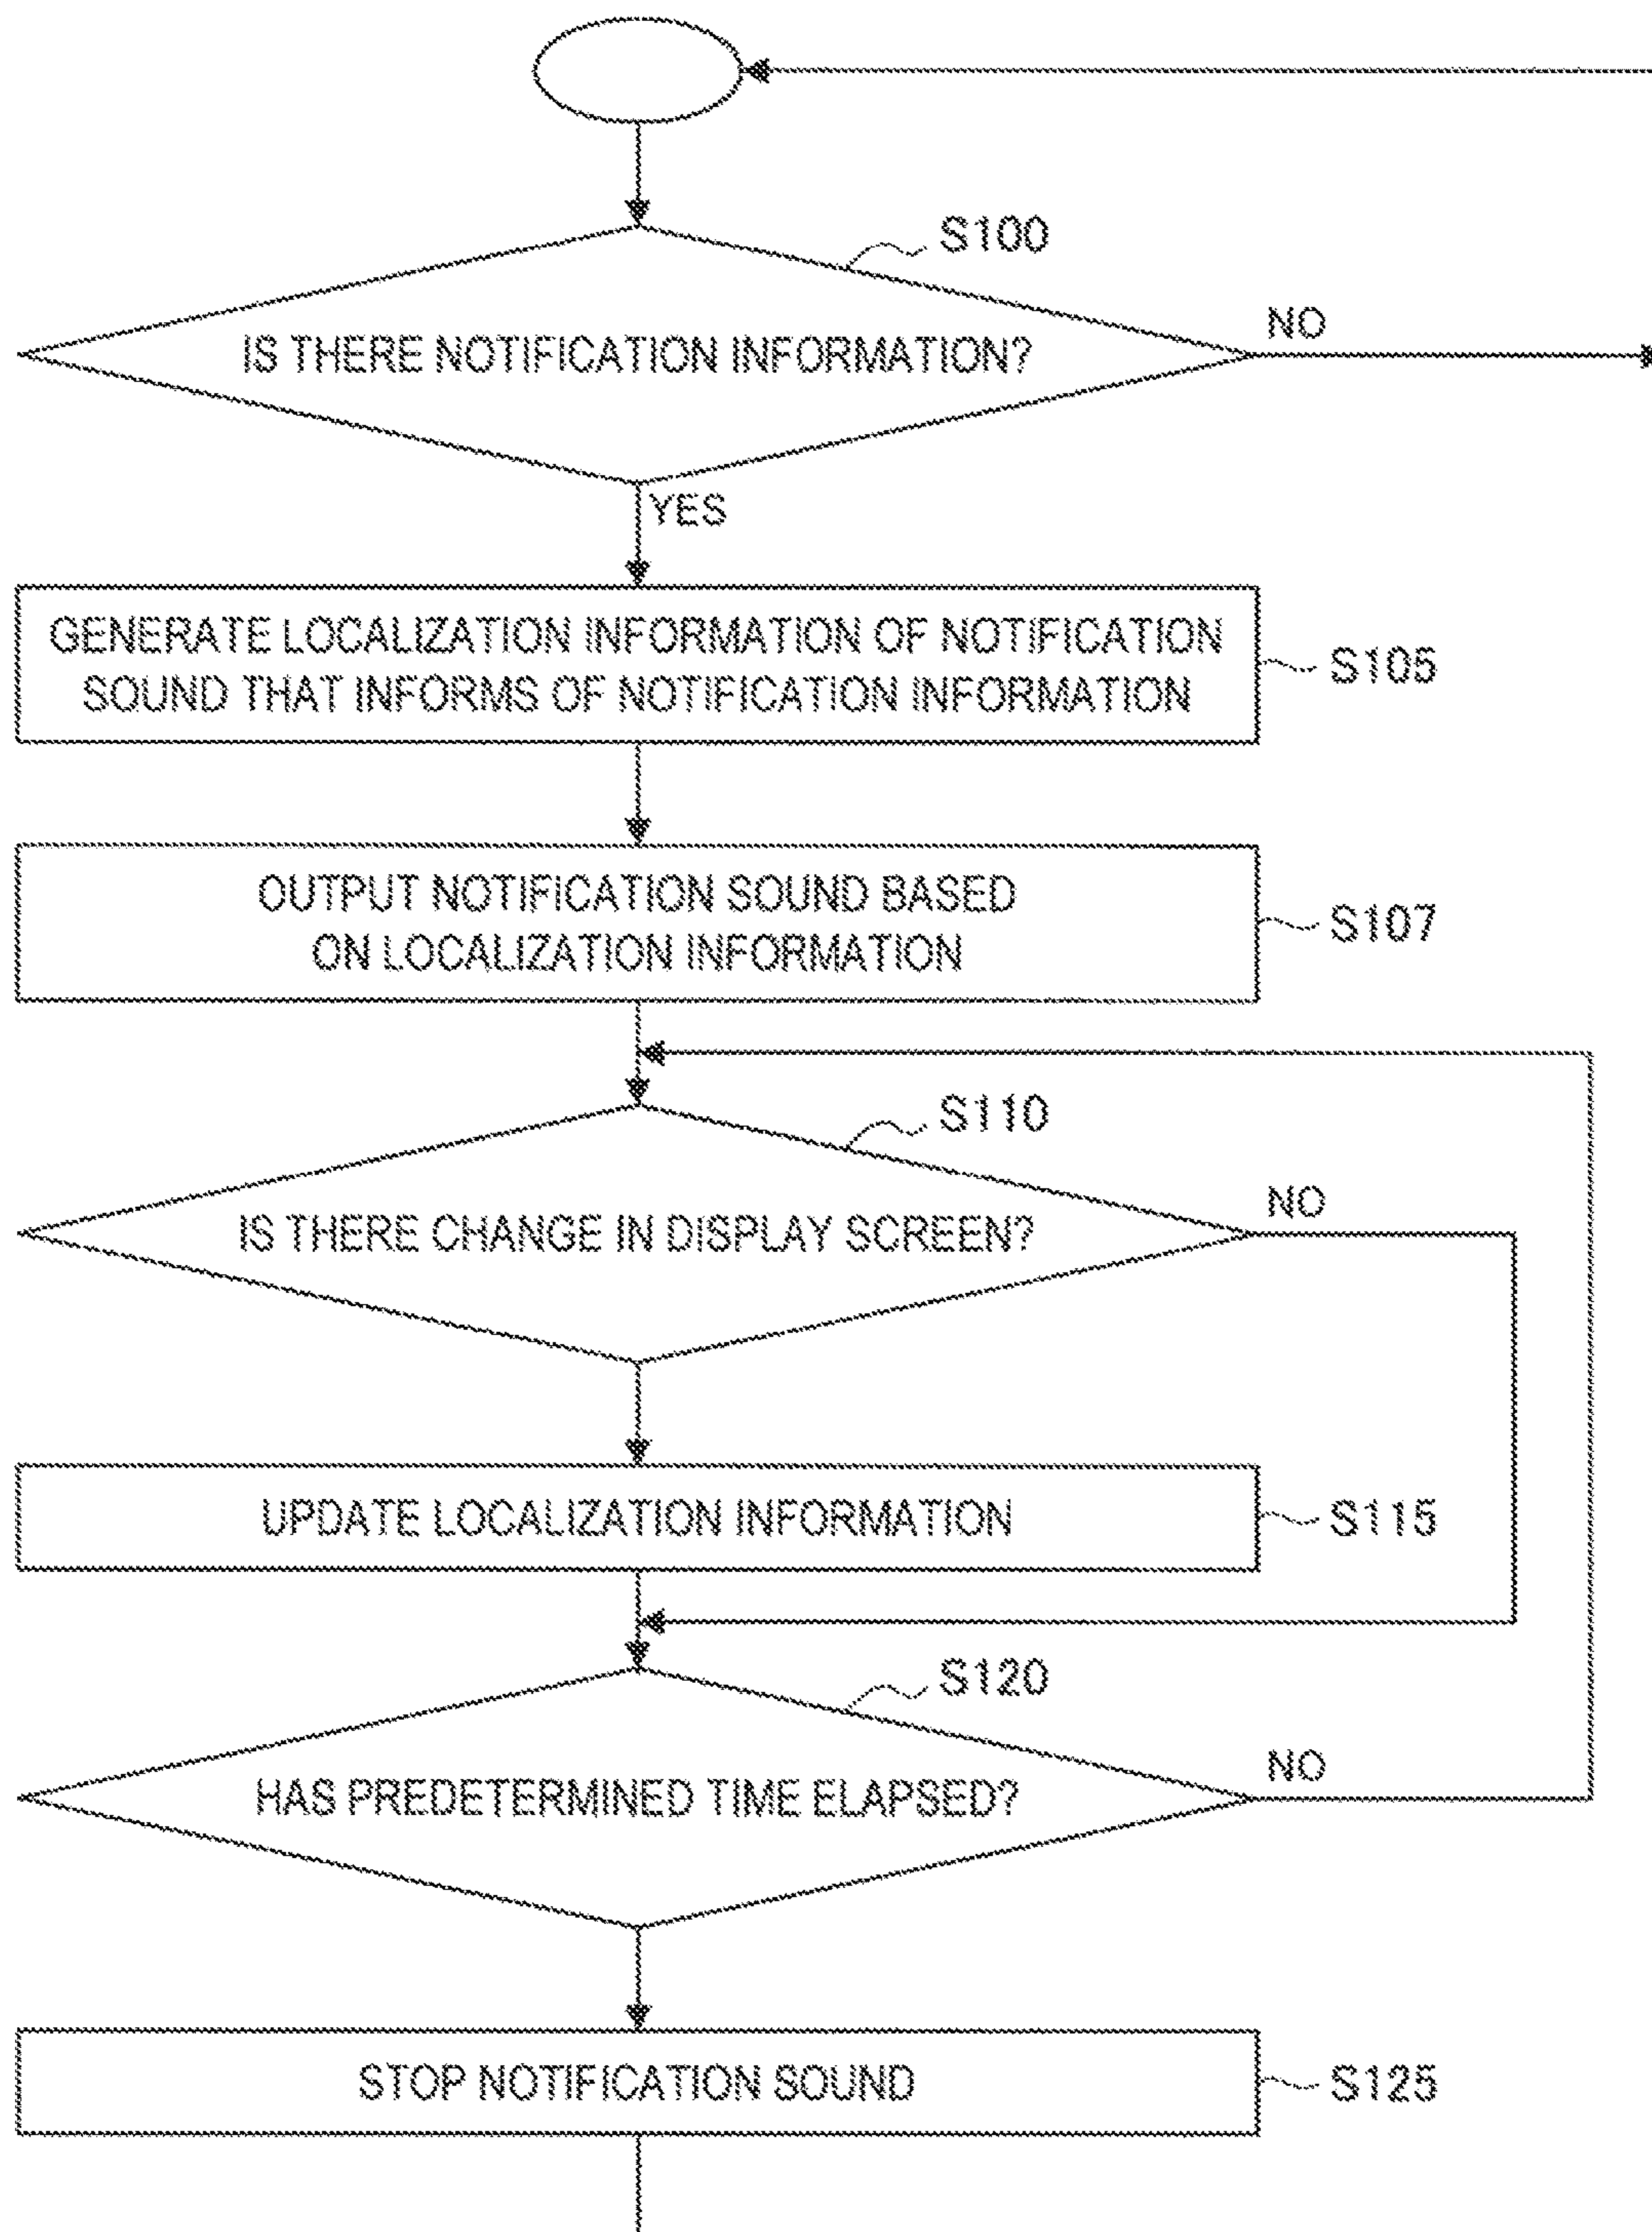 S100
IS THERE NOTIFICATION INFORMATION?
NO
YES
GENERATE LOCALIZATION INFORMATION OF NOTIFICATION
SOUND THAT INFORMS OF NOTIFICATION INFORMATION
S105
OUTPUT NOTIFICATION SOUND BASED
ON LOCALIZATION INFORMATION
S107
S110
IS THERE CHANGE IN DISPLAY SCREEN?
NO
UPDATE LOCALIZATION INFORMATION
S115
S120
HAS PREDETERMINED TIME ELAPSED?
NO
STOP NOTIFICATION SOUND
S125